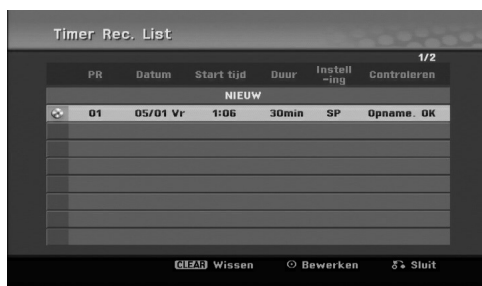 Timer Rec. List
1/2
PR Datum Start tijd Duur Instell -ing Controleren
NIEUW
01 05/01 Vr 1:06 30min SP Opname. OK
CLEAR Wissen Bewerken Sluit